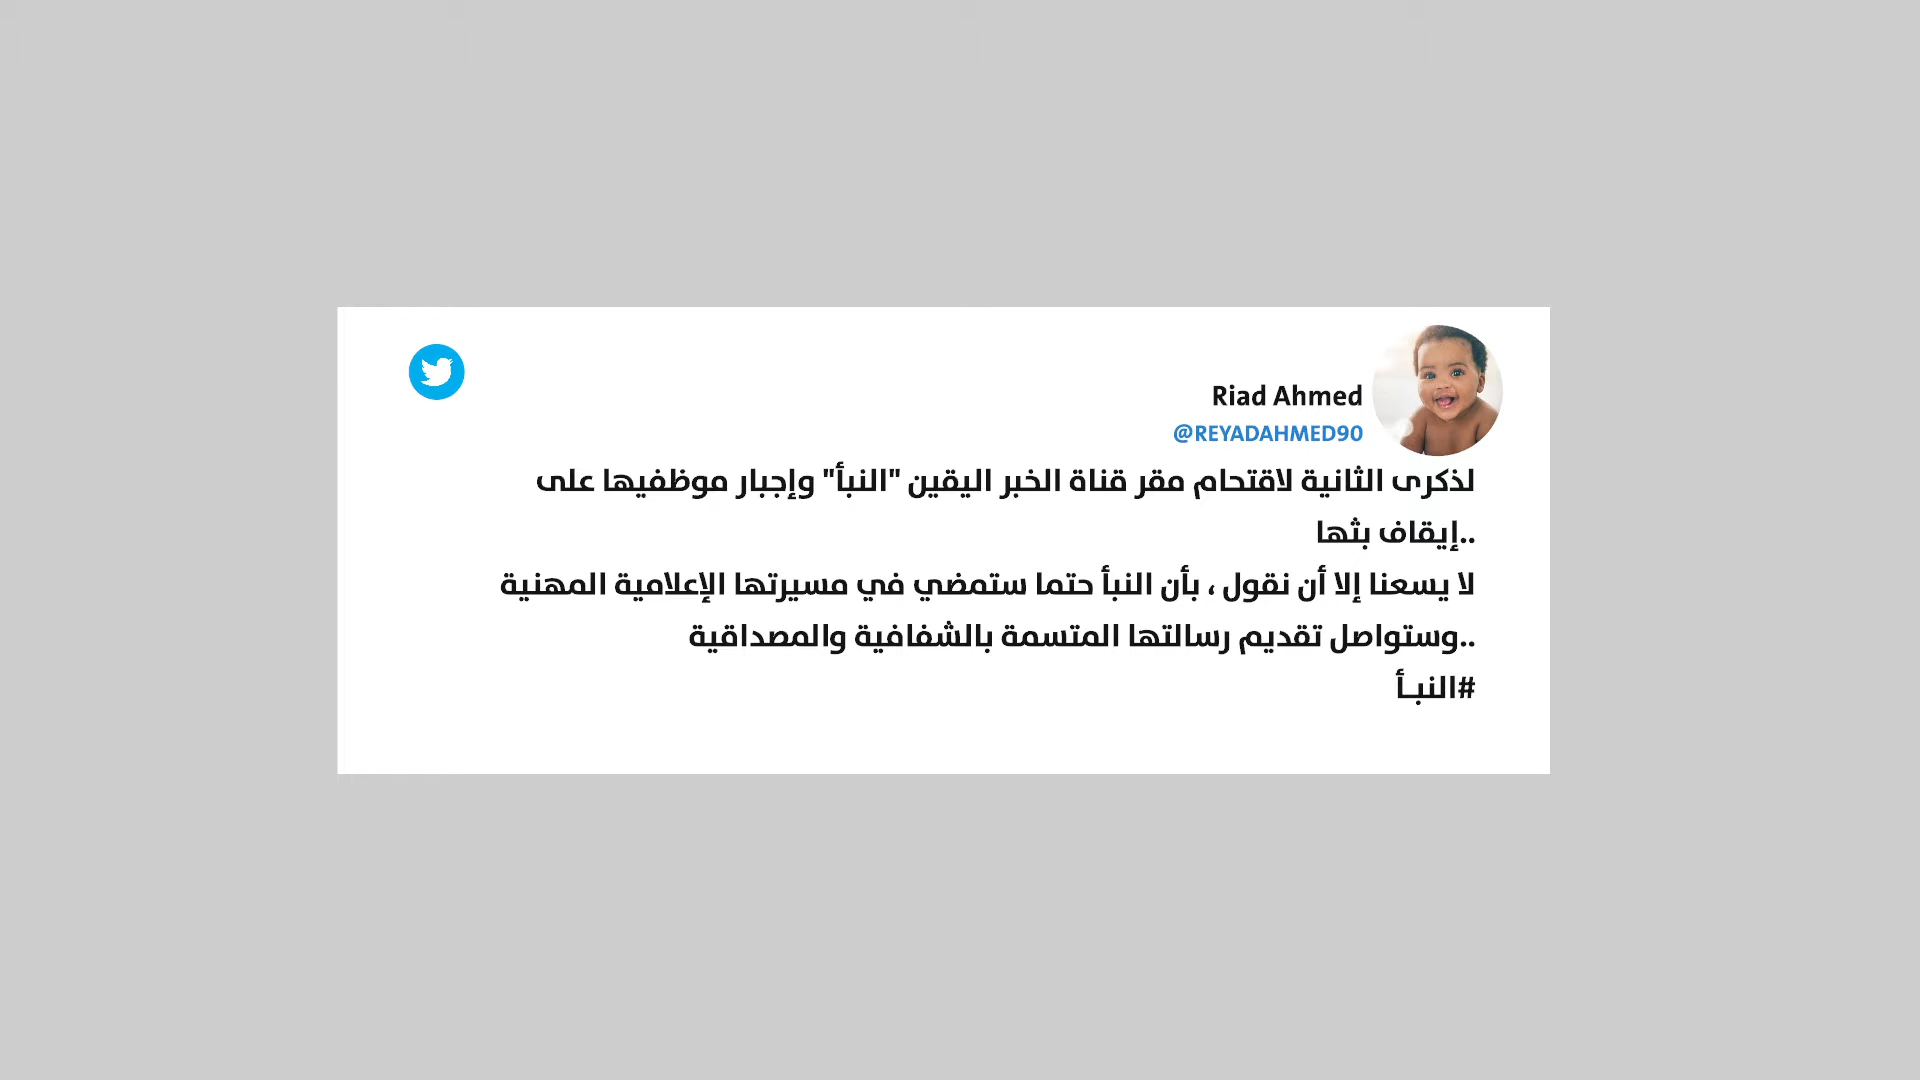 Riad Ahmed
@REYADAHMED90
لذكرى الثانية لاقتحام مقر قناة الخبر اليقين "النبأ" وإجبار موظفيها على
..إيقاف بثها
لا يسعنا إلا أن نقول ، بأن النبأ حتما ستمضي في مسيرتها الإعلامية المهنية
..وستواصل تقديم رسالتها المتسمة بالشفافية والمصداقية
#النبـأ